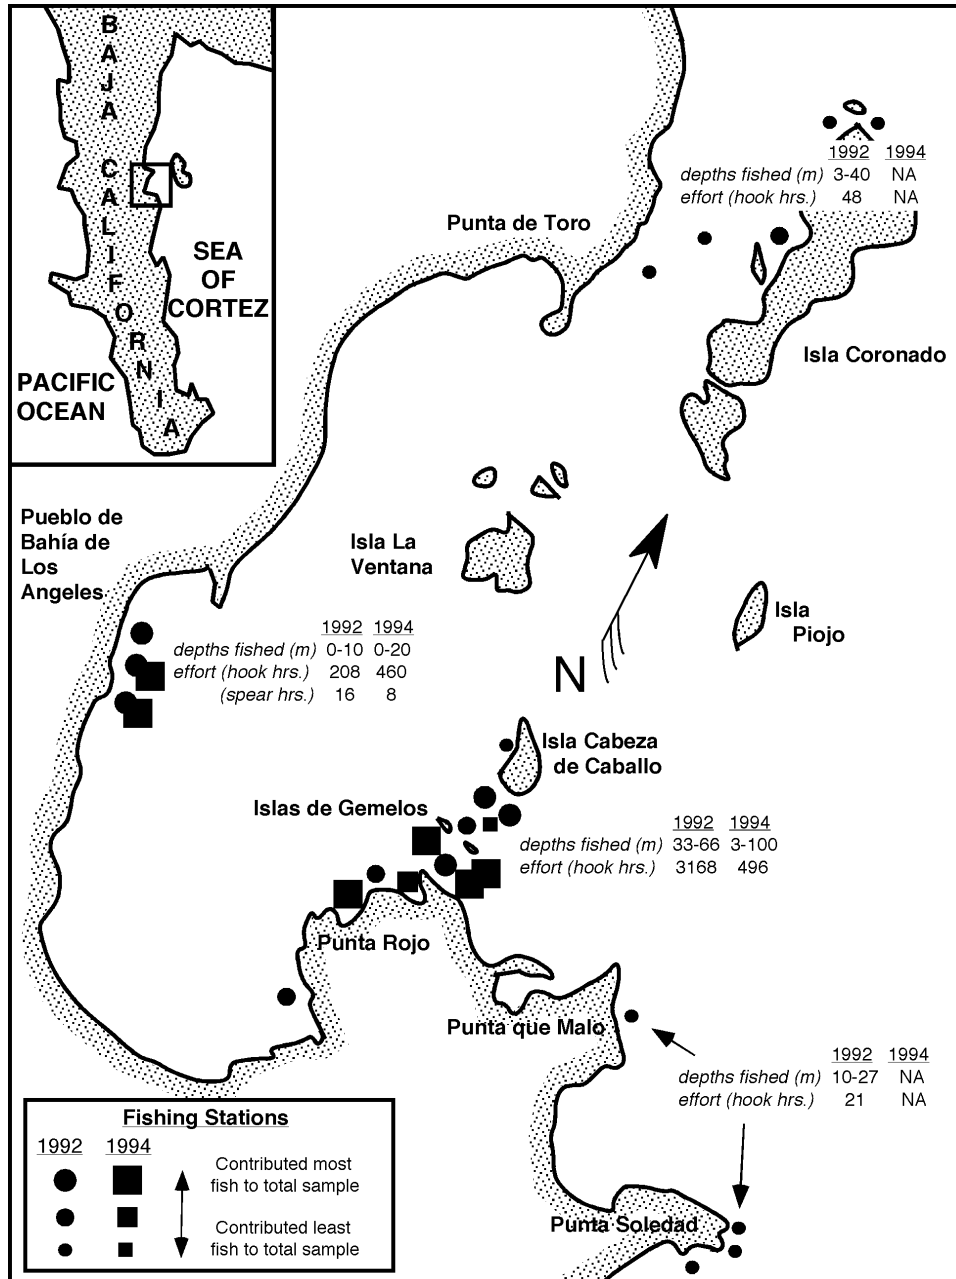 BAJA CALIFORNIA
SEA
OF
CORTEZ
PACIFIC
OCEAN
1992 1994
depths fished (m) 3-40 NA
effort (hook hrs.) 48 NA
Punta de Toro
Isla Coronado
Pueblo de
Bahía de
Los
Angeles
Isla La
Ventana
Isla
Piojo
1992 1994
depths fished (m) 0-10 0-20
effort (hook hrs.) 208 460
(spear hrs.) 16 8
N
Isla Cabeza
de Caballo
Islas de Gemelos
1992 1994
depths fished (m) 33-66 3-100
effort (hook hrs.) 3168 496
Punta Rojo
Punta que Malo
1992 1994
depths fished (m) 10-27 NA
effort (hook hrs.) 21 NA
Punta Soledad
Fishing Stations
1992 1994
Contributed most
fish to total sample
Contributed least
fish to total sample